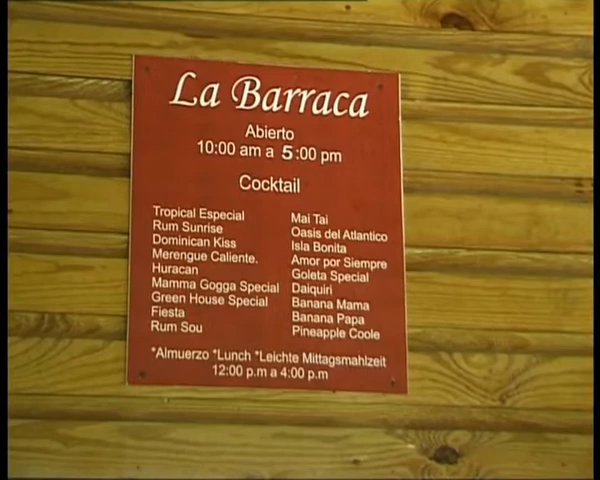 La Barraca
Abierto
10:00 am a 5:00 pm
Cocktail
Tropical Especial
Rum Sunrise
Dominican Kiss
Merengue Caliente.
Huracan
Mamma Gogga Special
Green House Special
Fiesta
Rum Sou
Mai Tai
Oasis del Atlantico
Isla Bonita
Amor por Siempre
Goleta Special
Daiquiri
Banana Mama
Banana Papa
Pineapple Coole
*Almuerzo *Lunch *Leichte Mittagsmahlzeit
12:00 p.m a 4:00 p.m